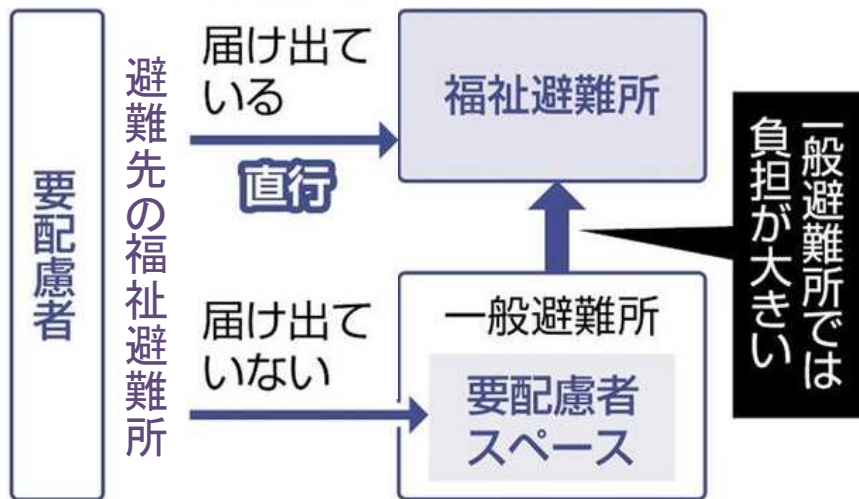 要配慮者
避難先の福祉避難所
届け出て
いる
直行
福祉避難所
一般避難所では
負担が大きい
届け出て
いない
一般避難所
要配慮者
スペース